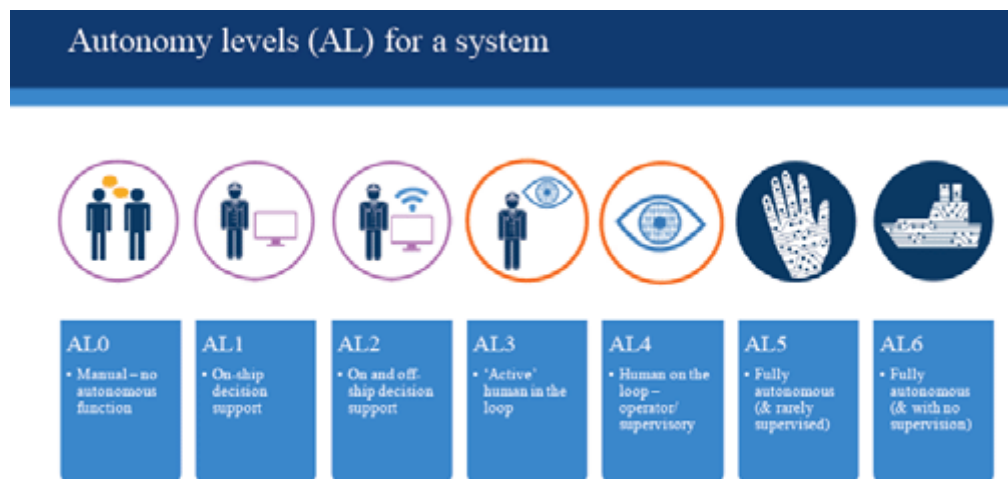 Autonomy levels (AL) for a system
AL0
• Manual – no
autonomous
function
AL1
• On-ship
decision
support
AL2
• On and off-
ship decision
support
AL3
• ‘Active’
human in the
loop
AL4
• Human on the
loop –
operator/
supervisory
AL5
• Fully
autonomous
(& rarely
supervised)
AL6
• Fully
autonomous
(& with no
supervision)